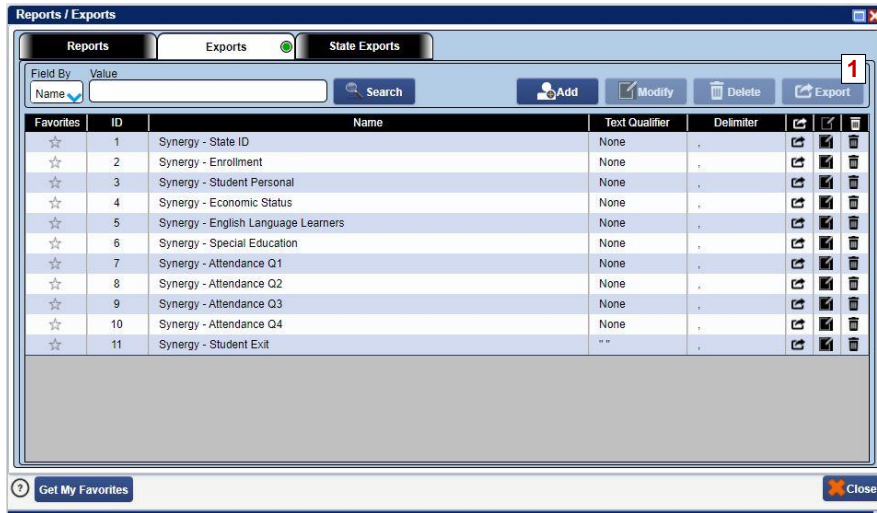 Reports / Exports
Reports Exports State Exports
Field By Value
Name Search Add Modify Delete Export 1
Favorites ID Name Text Qualifier Delimiter
1 Synergy - State ID None ,
2 Synergy - Enrollment None ,
3 Synergy - Student Personal None ,
4 Synergy - Economic Status None ,
5 Synergy - English Language Learners None ,
6 Synergy - Special Education None ,
7 Synergy - Attendance Q1 None ,
8 Synergy - Attendance Q2 None ,
9 Synergy - Attendance Q3 None ,
10 Synergy - Attendance Q4 None ,
11 Synergy - Student Exit " " ,
? Get My Favorites Close